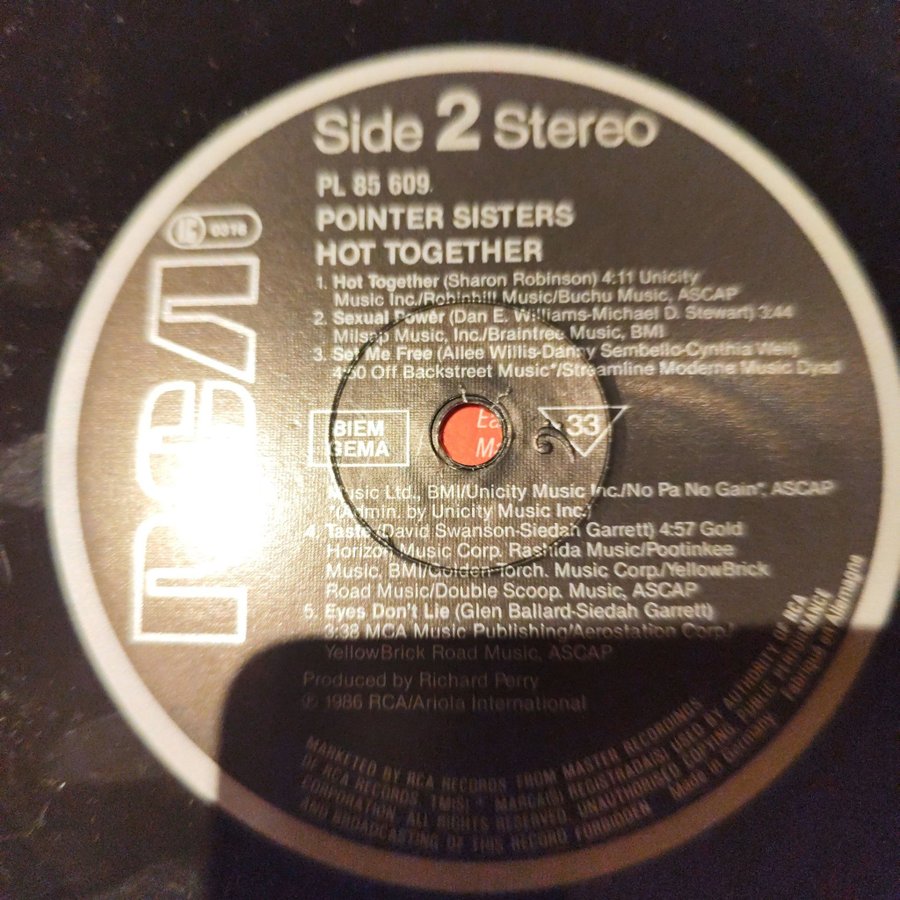 Side 2 Stereo
PL 85 609
POINTER SISTERS
HOT TOGETHER
1. Hot Together (Sharon Robinson) 4:11 Unicity
Music Inc./Robinhill Music/Buchu Music, ASCAP
2. Sexual Power (Dan E. Williams-Michael D. Stewart) 3:44
Milsap Music, Inc./Braintree Music, BMI
3. Set Me Free (Allee Willis-Danny Sembello-Cynthia Weil)
4:50 Off Backstreet Music*/Streamline Moderne Music Dyad
BIEM
GEMA
Ea
M
33
Music Ltd., BMI/Unicity Music Inc./No Pa No Gain*, ASCAP
*(Admin. by Unicity Music Inc.)
4. Taste (David Swanson-Siedah Garrett) 4:57 Gold
Horizon Music Corp. Rashida Music/Pootinkee
Music, BMI/Golden Torch. Music Corp./YellowBrick
Road Music/Double Scoop. Music, ASCAP
5. Eyes Don't Lie (Glen Ballard-Siedah Garrett)
3:38 MCA Music Publishing/Aerostation Corp./
YellowBrick Road Music, ASCAP
Produced by Richard Perry
℗ 1986 RCA/Ariola International
RCA
LC 0316
MARKETED BY RCA RECORDS FROM MASTER RECORDINGS
OF RCA RECORDS. TM(S) ® MARCA(S) REGISTRADA(S) USED BY AUTHORITY OF RCA
CORPORATION. ALL RIGHTS RESERVED. UNAUTHORISED COPYING, PUBLIC PERFORMANCE
AND BROADCASTING OF THIS RECORD FORBIDDEN Made in Germany Fabriqué en Allemagne